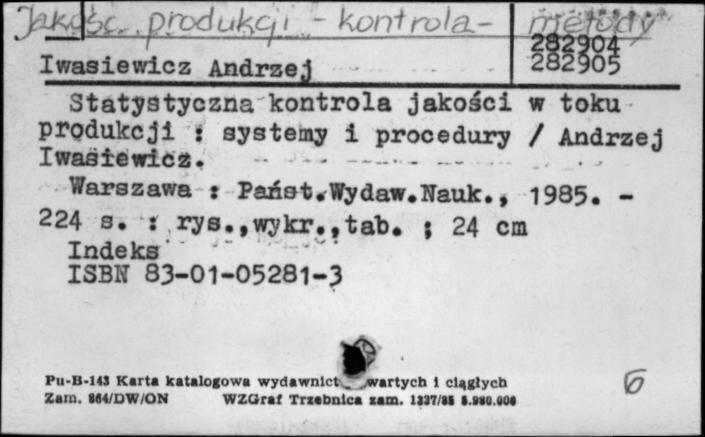 Jakość produkcji - kontrola - metody
282904
Iwasiewicz Andrzej 282905
Statystyczna kontrola jakości w toku
produkcji : systemy i procedury / Andrzej
Iwasiewicz.
Warszawa : Państ.Wydaw.Nauk., 1985. -
224 s. : rys.,wykr.,tab. ; 24 cm
Indeks
ISBN 83-01-05281-3
Pu-B-143 Karta katalogowa wydawnict wartych i ciągłych
Zam. 864/DW/ON WZGraf Trzebnica zam. 1337/85 5.980.000
6